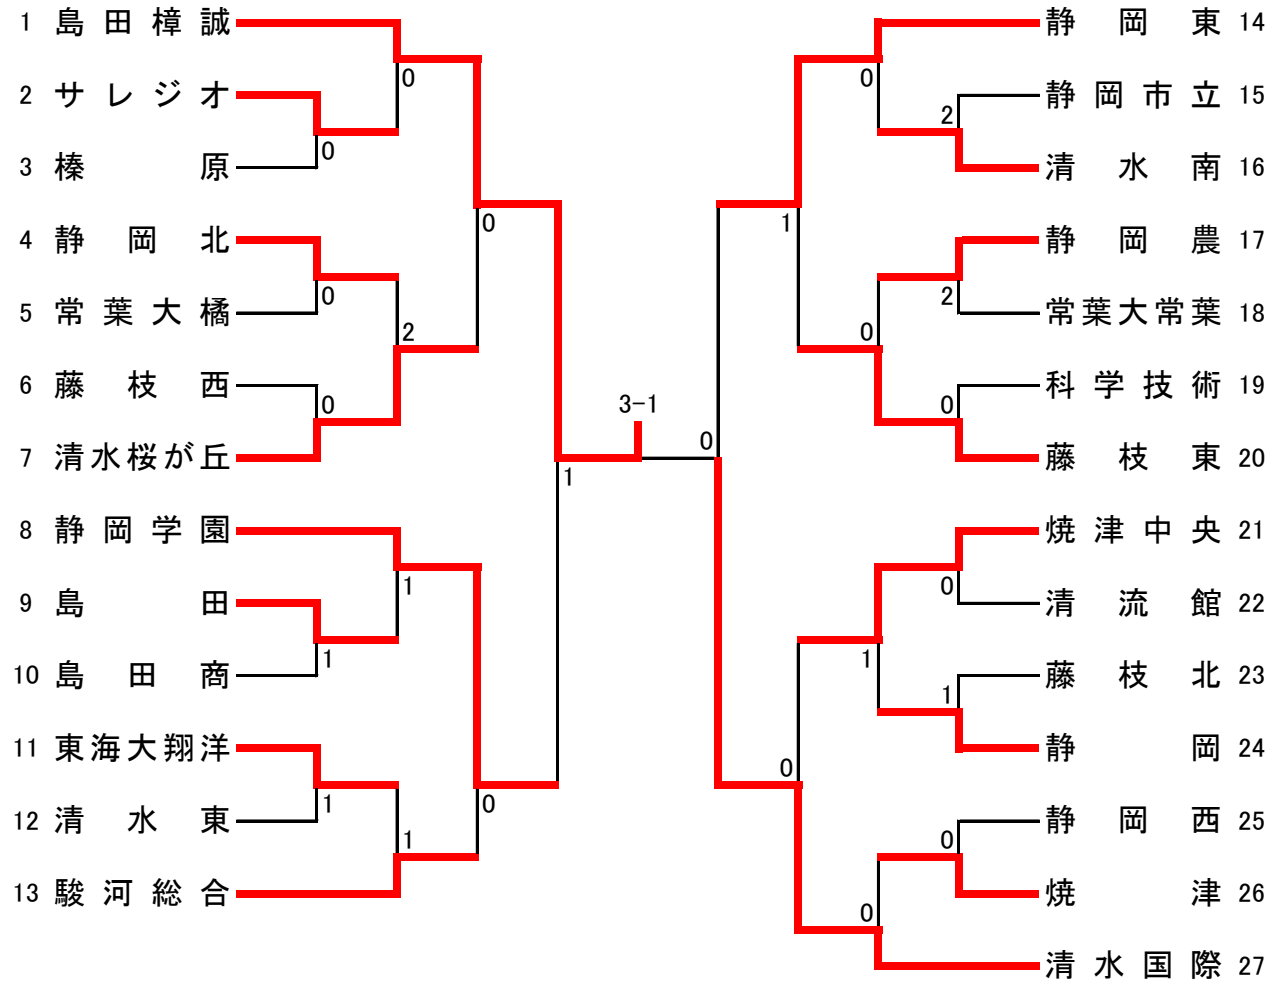 1 島田樟誠
0
2 サレジオ
0
3 榛原
0
4 静岡北
0
5 常葉大橘
2
6 藤枝西
0
7 清水桜が丘
1
8 静岡学園
1
9 島田
1
10 島田商
11 東海大翔洋
0
1
12 清水東
1
13 駿河総合
3-1
0
静岡東 14
0
静岡市立 15
2
清水南 16
1
静岡農 17
2
常葉大常葉 18
0
科学技術 19
0
藤枝東 20
焼津中央 21
0
清流館 22
1
藤枝北 23
1
静岡 24
0
静岡西 25
0
焼津 26
0
清水国際 27